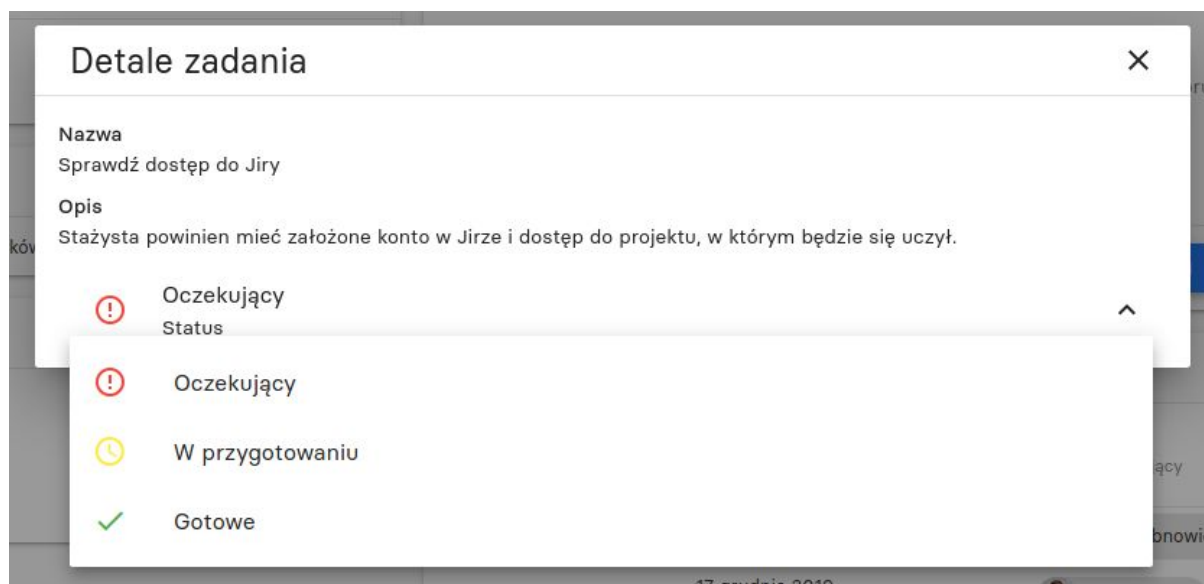 Detale zadania
Nazwa
Sprawdź dostęp do Jiry
Opis
Stażysta powinien mieć założone konto w Jirze i dostęp do projektu, w którym będzie się uczył.
Oczekujący
Status
Oczekujący
W przygotowaniu
Gotowe